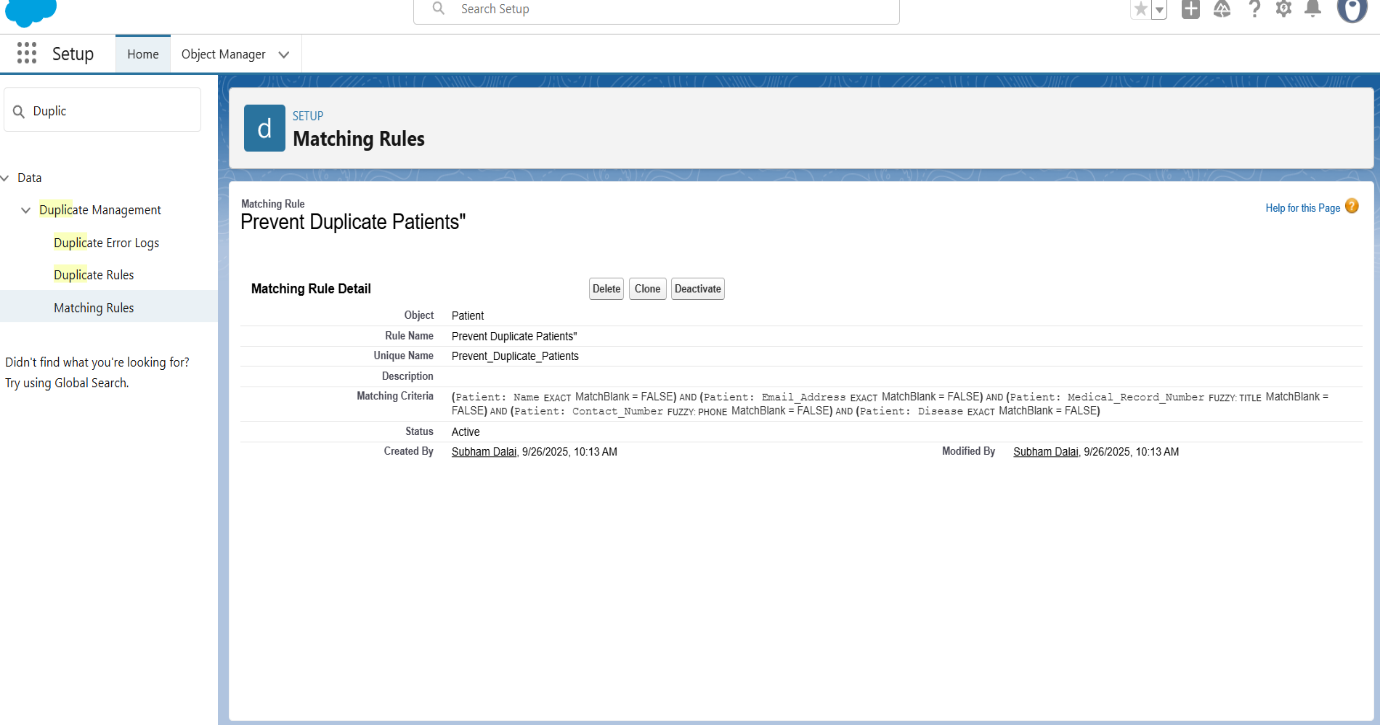 Search Setup
Setup
Home
Object Manager
Duplic
Data
Duplicate Management
Duplicate Error Logs
Duplicate Rules
Matching Rules
Didn't find what you're looking for?
Try using Global Search.
d
SETUP
Matching Rules
Matching Rule
Prevent Duplicate Patients"
Help for this Page ?
Matching Rule Detail
Delete
Clone
Deactivate
Object Patient
Rule Name Prevent Duplicate Patients"
Unique Name Prevent_Duplicate_Patients
Description
Matching Criteria (Patient: Name EXACT MatchBlank = FALSE) AND (Patient: Email_Address EXACT MatchBlank = FALSE) AND (Patient: Medical_Record_Number FUZZY: TITLE MatchBlank =
FALSE) AND (Patient: Contact_Number FUZZY: PHONE MatchBlank = FALSE) AND (Patient: Disease EXACT MatchBlank = FALSE)
Status Active
Created By Subham Dalai, 9/26/2025, 10:13 AM Modified By Subham Dalai, 9/26/2025, 10:13 AM